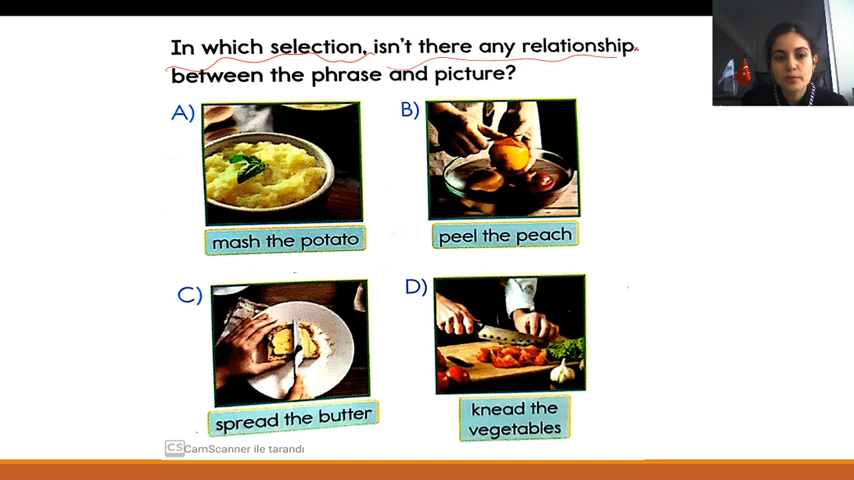 In which selection, isn't there any relationship
between the phrase and picture?
A)
B)
mash the potato
peel the peach
C)
D)
spread the butter
knead the
vegetables
CS CamScanner ile tarandı